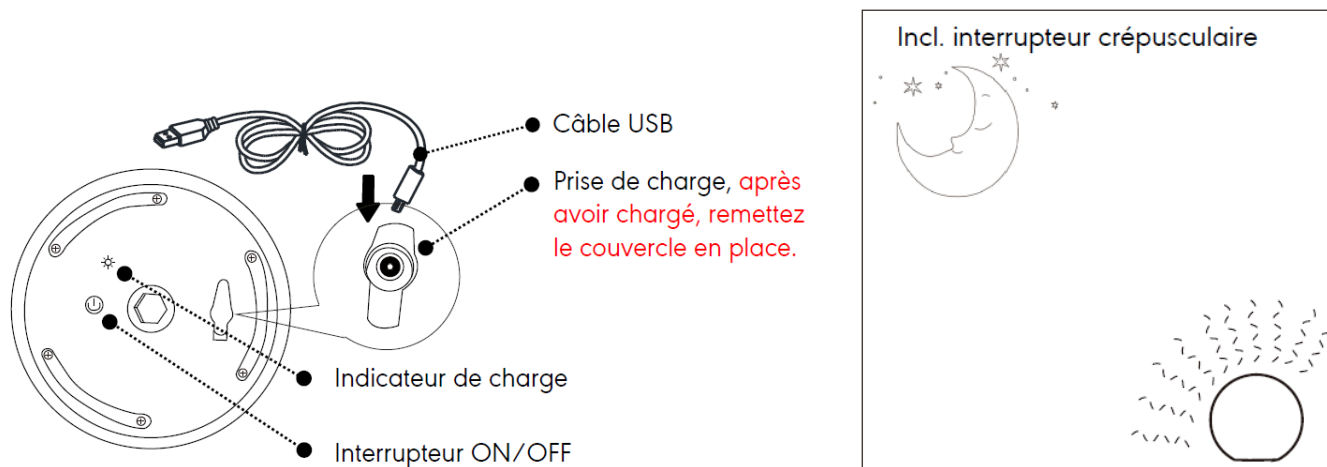 Câble USB
Prise de charge, après
avoir chargé, remettez
le couvercle en place.
Indicateur de charge
Interrupteur ON/OFF
Incl. interrupteur crépusculaire